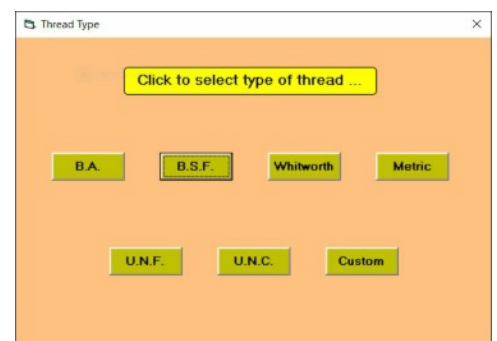 Thread Type
Click to select type of thread ...
B.A. B.S.F. Whitworth Metric
U.N.F. U.N.C. Custom